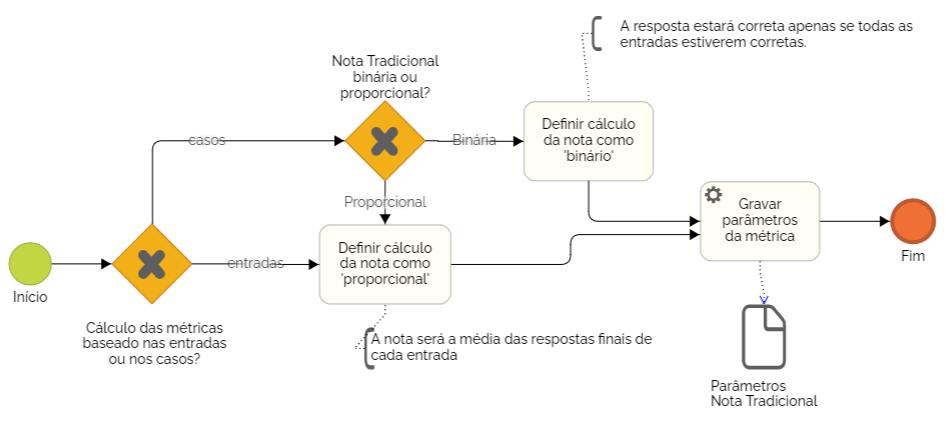 A resposta estará correta apenas se todas as
entradas estiverem corretas.
Nota Tradicional
binária ou
proporcional?
casos
Binária
Definir cálculo
da nota como
'binário'
Proporcional
Gravar
parâmetros
da métrica
Fim
Início
entradas
Definir cálculo
da nota como
'proporcional'
Cálculo das métricas
baseado nas entradas
ou nos casos?
A nota será a média das respostas finais de
cada entrada
Parâmetros
Nota Tradicional